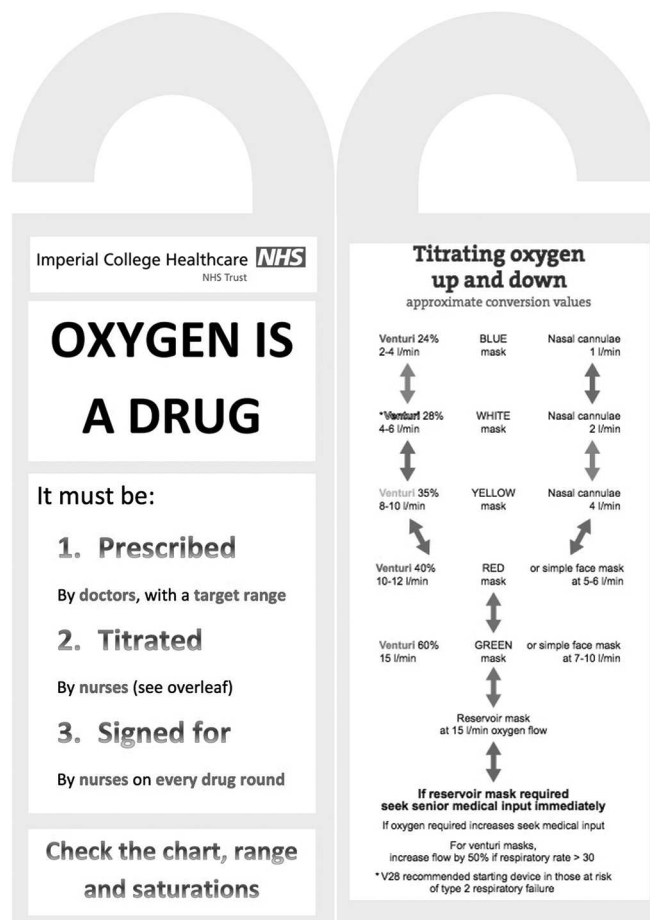 Imperial College Healthcare NHS
NHS Trust
OXYGEN IS
A DRUG
It must be:
1. Prescribed
By doctors, with a target range
2. Titrated
By nurses (see overleaf)
3. Signed for
By nurses on every drug round
Check the chart, range
and saturations
Titrating oxygen
up and down
approximate conversion values
Venturi 24% BLUE Nasal cannulae
2-4 l/min mask 1 l/min
*Venturi 28% WHITE Nasal cannulae
4-6 l/min mask 2 l/min
Venturi 35% YELLOW Nasal cannulae
8-10 l/min mask 4 l/min
Venturi 40% RED or simple face mask
10-12 l/min mask at 5-6 l/min
Venturi 60% GREEN or simple face mask
15 l/min mask at 7-10 l/min
Reservoir mask
at 15 l/min oxygen flow
If reservoir mask required
seek senior medical input immediately
If oxygen required increases seek medical input
For venturi masks,
increase flow by 50% if respiratory rate > 30
*V28 recommended starting device in those at risk
of type 2 respiratory failure